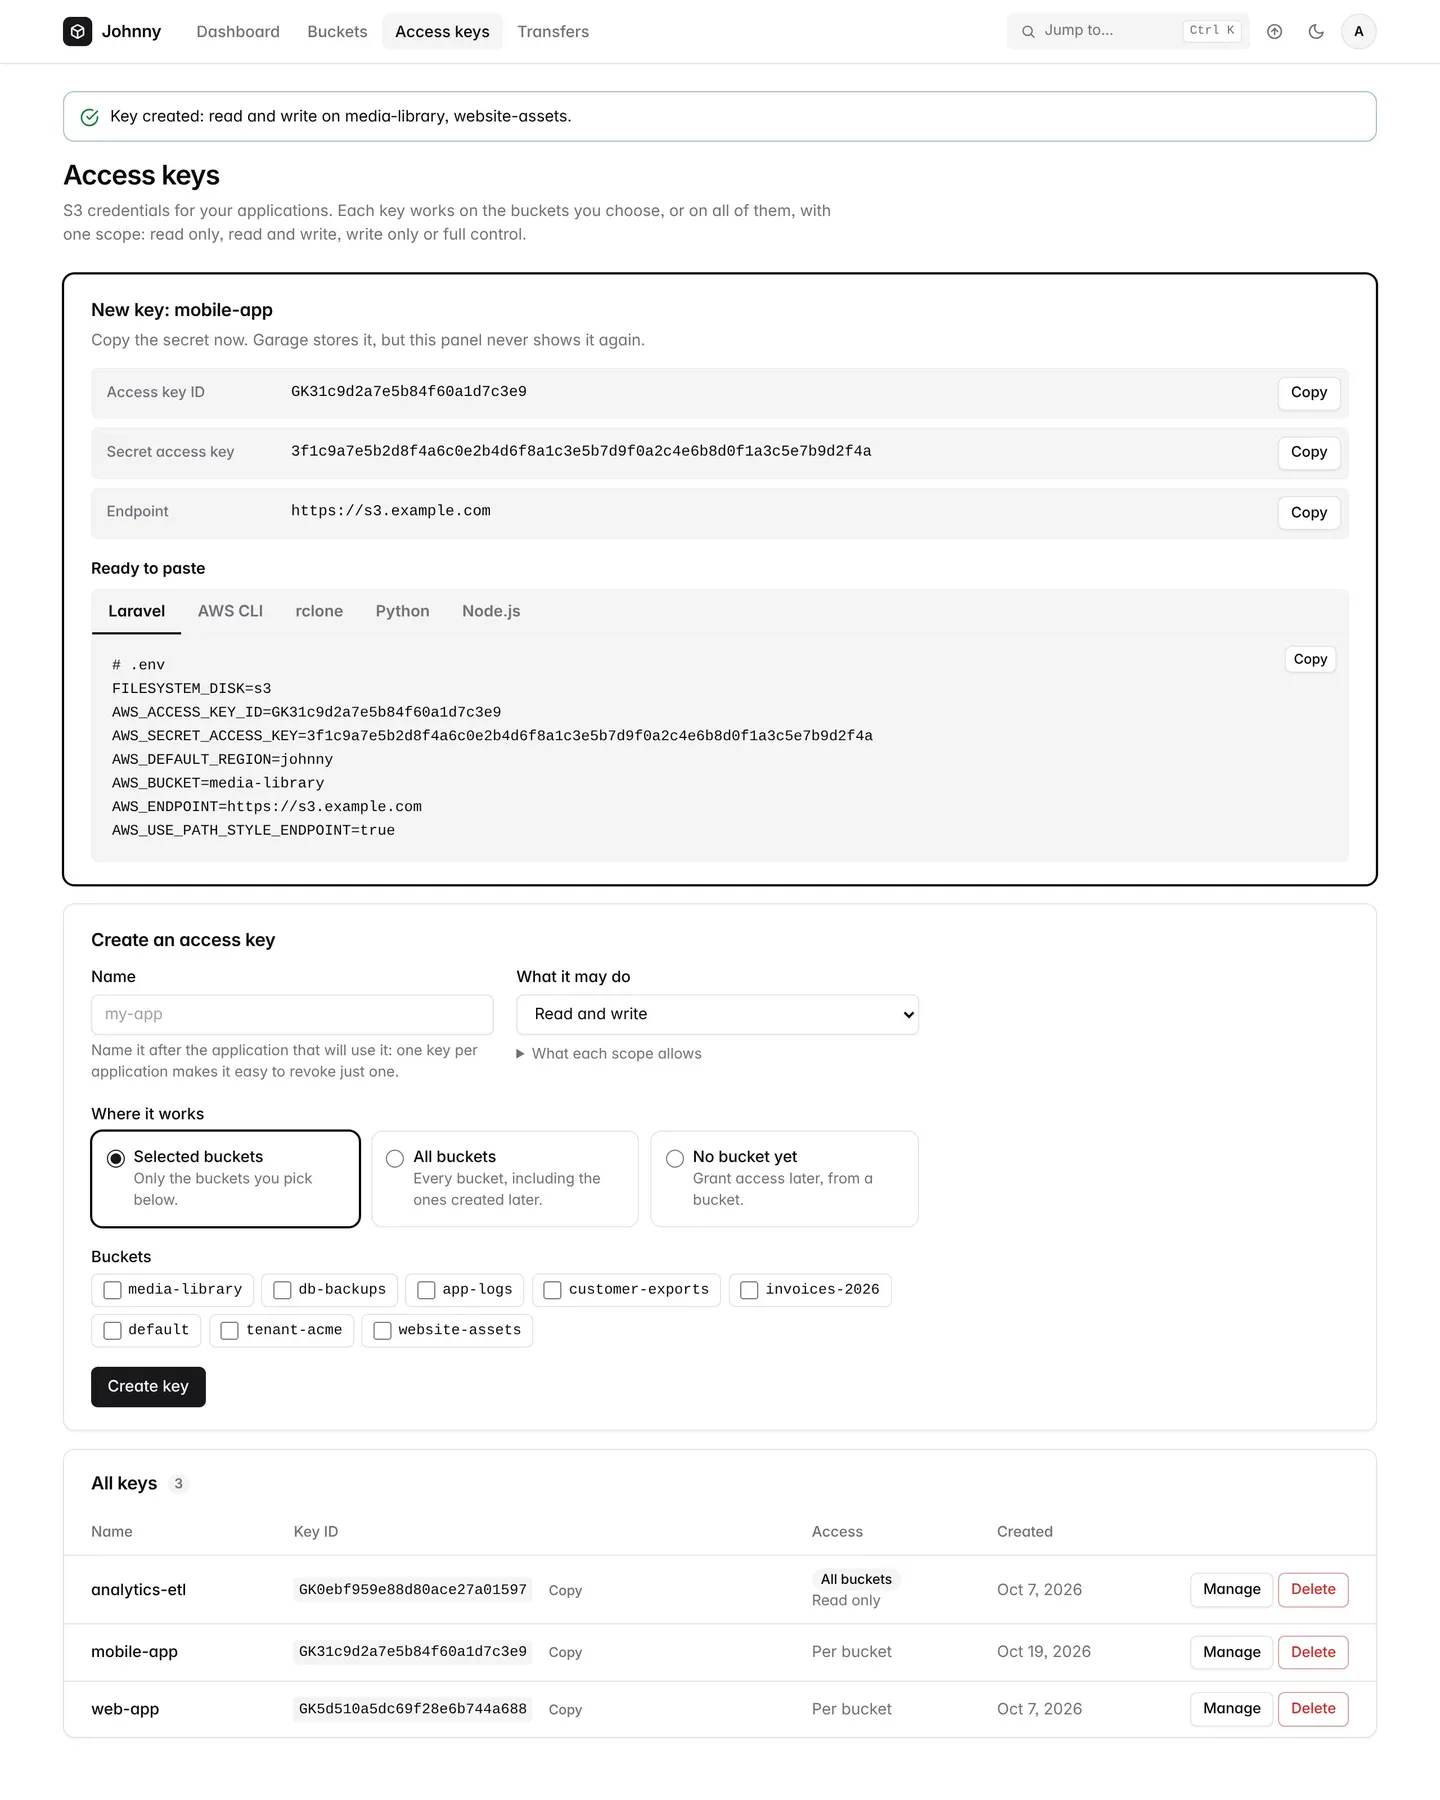 Johnny
Dashboard
Buckets
Access keys
Transfers
Jump to...
Ctrl K
A
Key created: read and write on media-library, website-assets.
Access keys
S3 credentials for your applications. Each key works on the buckets you choose, or on all of them, with
one scope: read only, read and write, write only or full control.
New key: mobile-app
Copy the secret now. Garage stores it, but this panel never shows it again.
Access key ID
GK31c9d2a7e5b84f60a1d7c3e9
Copy
Secret access key
3f1c9a7e5b2d8f4a6c0e2b4d6f8a1c3e5b7d9f0a2c4e6b8d0f1a3c5e7b9d2f4a
Copy
Endpoint
https://s3.example.com
Copy
Ready to paste
Laravel
AWS CLI
rclone
Python
Node.js
Copy
# .env
FILESYSTEM_DISK=s3
AWS_ACCESS_KEY_ID=GK31c9d2a7e5b84f60a1d7c3e9
AWS_SECRET_ACCESS_KEY=3f1c9a7e5b2d8f4a6c0e2b4d6f8a1c3e5b7d9f0a2c4e6b8d0f1a3c5e7b9d2f4a
AWS_DEFAULT_REGION=johnny
AWS_BUCKET=media-library
AWS_ENDPOINT=https://s3.example.com
AWS_USE_PATH_STYLE_ENDPOINT=true
Create an access key
Name
my-app
Name it after the application that will use it: one key per
application makes it easy to revoke just one.
What it may do
Read and write
What each scope allows
Where it works
Selected buckets
Only the buckets you pick
below.
All buckets
Every bucket, including the
ones created later.
No bucket yet
Grant access later, from a
bucket.
Buckets
media-library
db-backups
app-logs
customer-exports
invoices-2026
default
tenant-acme
website-assets
Create key
All keys 3
Name
Key ID
Access
Created
analytics-etl
GK0ebf959e88d80ace27a01597
Copy
All buckets
Read only
Oct 7, 2026
Manage
Delete
mobile-app
GK31c9d2a7e5b84f60a1d7c3e9
Copy
Per bucket
Oct 19, 2026
Manage
Delete
web-app
GK5d510a5dc69f28e6b744a688
Copy
Per bucket
Oct 7, 2026
Manage
Delete